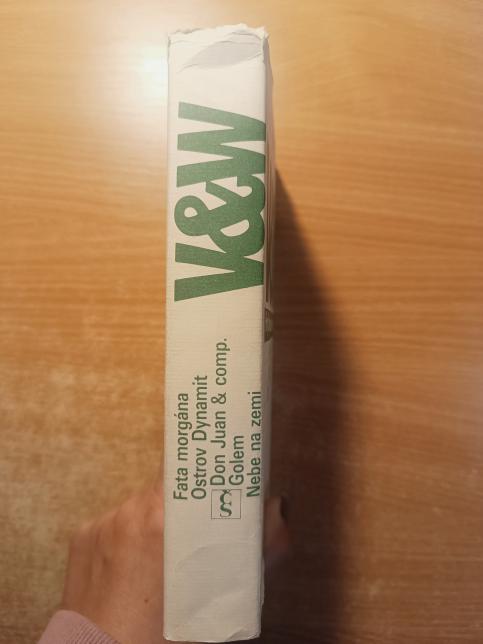 V&W
Fata morgána
Ostrov Dynamit
Don Juan & comp.
Golem
Nebe na zemi